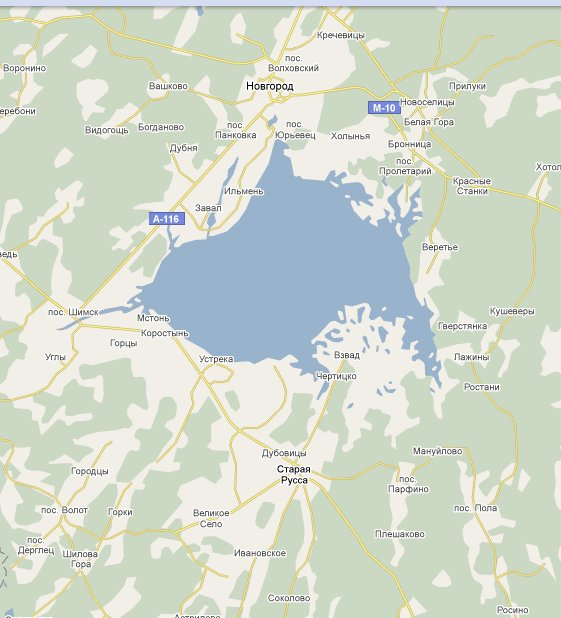 Кречевицы
пос.
Волховский
Воронино
Вашково
Новгород
Прилуки
М-10
Новоселицы
Белая Гора
Видогощь
Богданово
пос.
Панковка
пос.
Юрьевец
Холынья
Бронница
Дубня
пос.
Пролетарий
Красные
Станки
Ильмень
Завал
А-116
Веретье
пос. Шимск
Мстонь
Коростынь
Горцы
Углы
Устрека
Взвад
Чертицко
Кушеверы
Гверстянка
Лажины
Ростани
Дубовицы
Старая
Русса
Мануйлово
пос.
Парфино
пос. Пола
Городцы
пос. Волот
Горки
Великое
Село
Плешаково
пос.
Дерглец
Шилова
Гора
Ивановское
Соколово
Росино